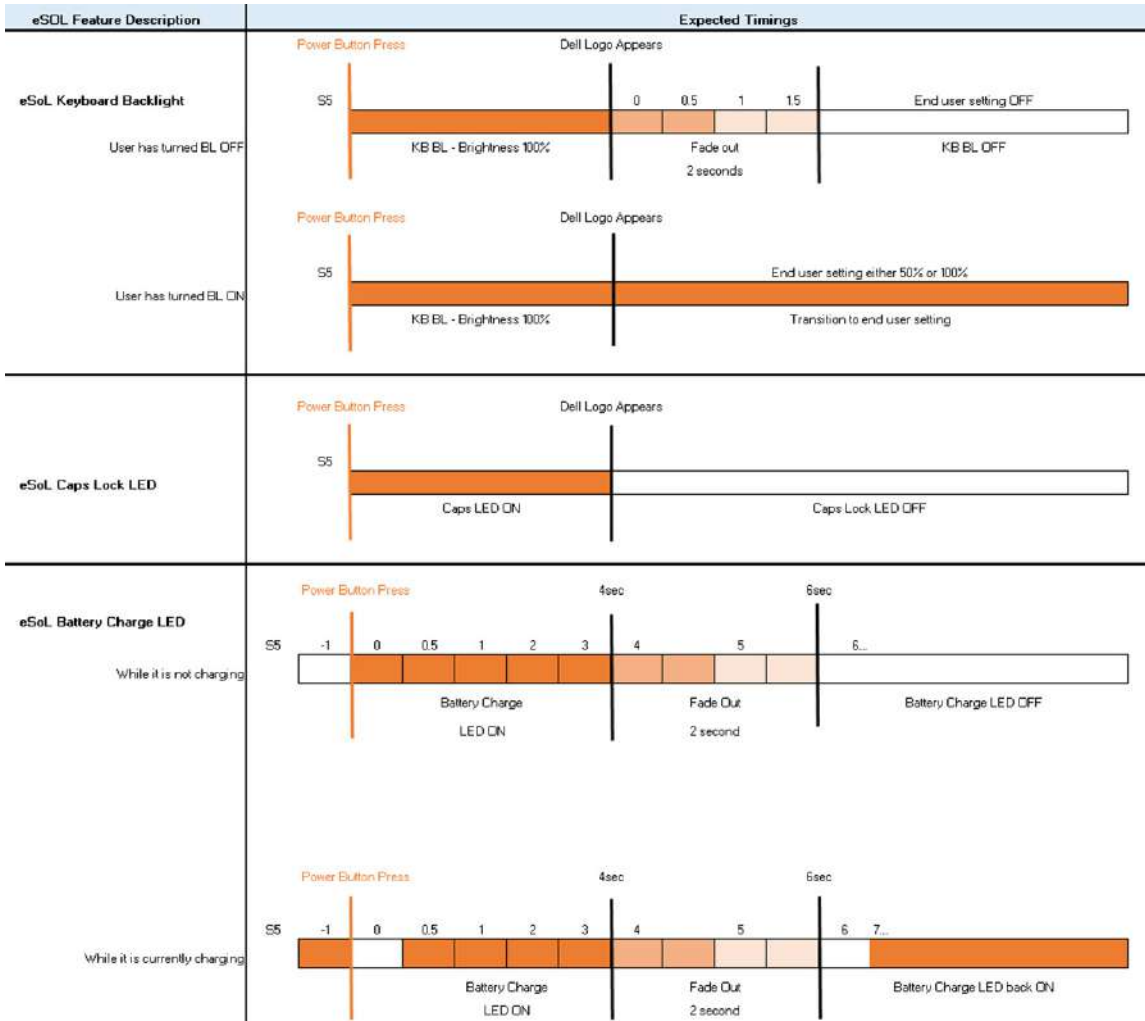 eSOL Feature Description Expected Timings
Power Button Press Dell Logo Appears
eSoL Keyboard Backlight S5 0 0.5 1 1.5 End user setting OFF
User has turned BL OFF KB BL - Brightness 100% Fade out KB BL OFF
2 seconds
Power Button Press Dell Logo Appears
S5 End user setting either 50% or 100%
User has turned BL ON
KB BL - Brightness 100% Transition to end user setting
Power Button Press Dell Logo Appears
S5
eSoL Caps Lock LED
Caps LED ON Caps Lock LED OFF
Power Button Press 4sec 6sec
eSoL Battery Charge LED
S5 -1 0 0.5 1 2 3 4 5 6...
While it is not charging
Battery Charge Fade Out Battery Charge LED OFF
LED ON 2 second
Power Button Press 4sec 6sec
S5 -1 0 0.5 1 2 3 4 5 6 7...
While it is currently charging
Battery Charge Fade Out Battery Charge LED back ON
LED ON 2 second